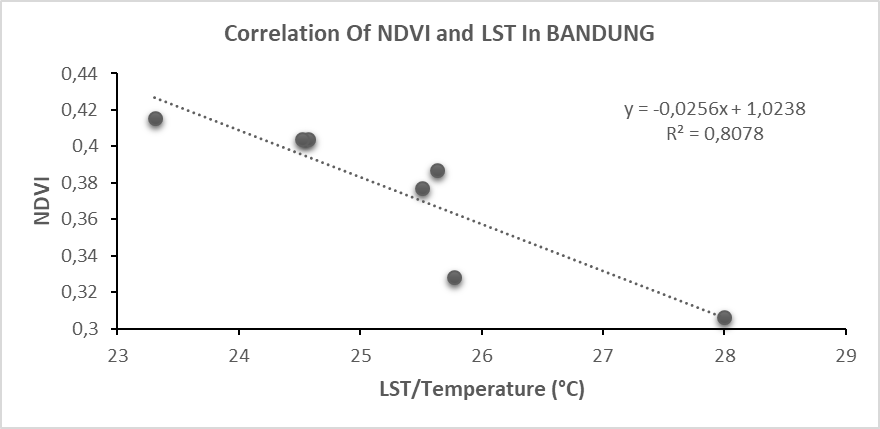 Correlation Of NDVI and LST In BANDUNG
y = -0,0256x + 1,0238
R² = 0,8078
NDVI
0,44
0,42
0,4
0,38
0,36
0,34
0,32
0,3
23 24 25 26 27 28 29
LST/Temperature (°C)